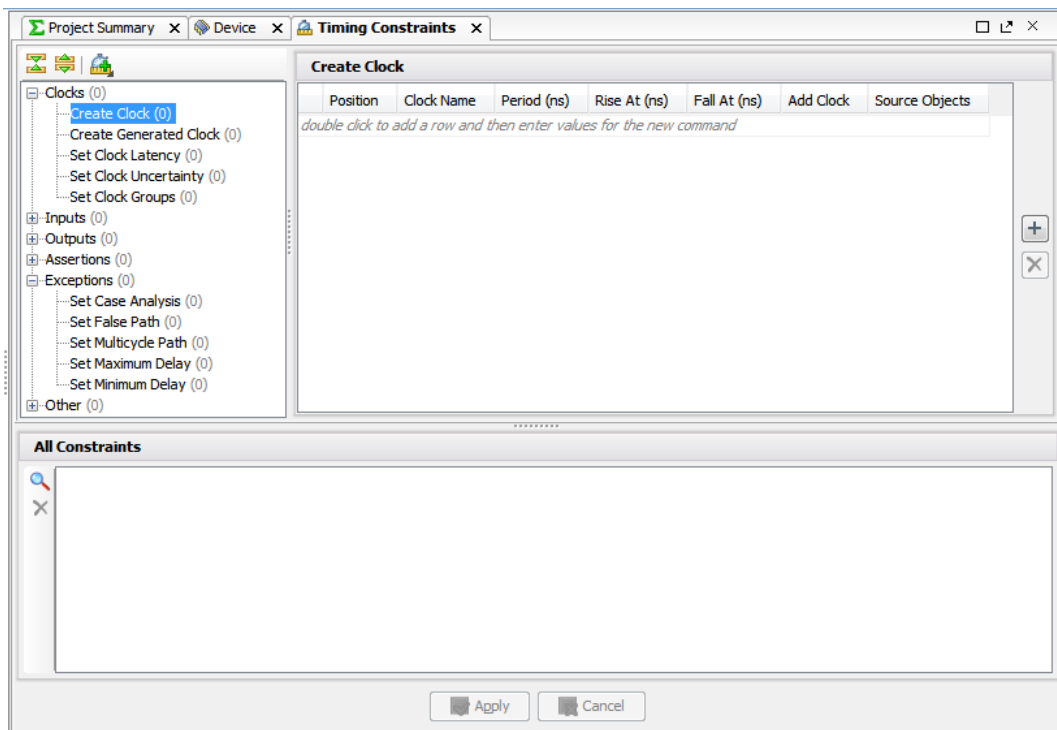 Project Summary Device Timing Constraints
Create Clock
Clocks (0)
Create Clock (0)
Create Generated Clock (0)
Set Clock Latency (0)
Set Clock Uncertainty (0)
Set Clock Groups (0)
Inputs (0)
Outputs (0)
Assertions (0)
Exceptions (0)
Set Case Analysis (0)
Set False Path (0)
Set Multicycle Path (0)
Set Maximum Delay (0)
Set Minimum Delay (0)
Other (0)
Position Clock Name Period (ns) Rise At (ns) Fall At (ns) Add Clock Source Objects
double click to add a row and then enter values for the new command
All Constraints
Apply Cancel